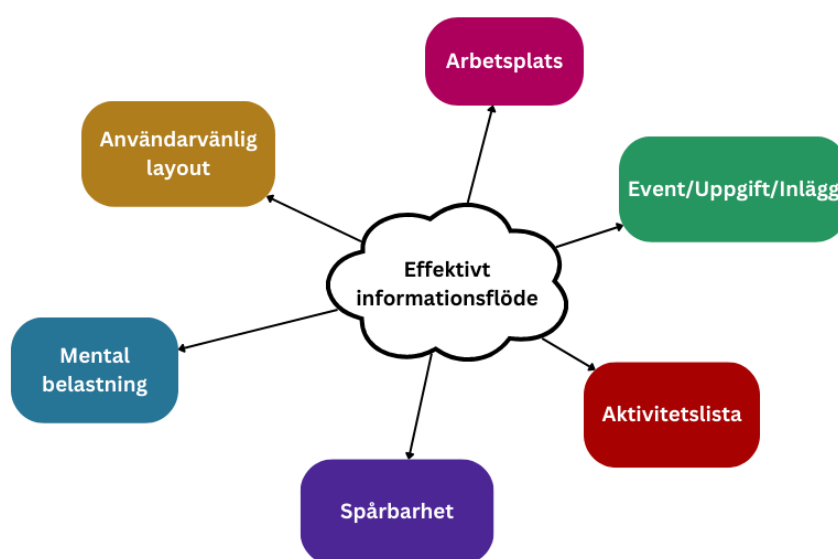 Arbetsplats
Användarvänlig
layout
Event/Uppgift/Inlägg
Effektivt
informationsflöde
Mental
belastning
Aktivitetslista
Spårbarhet